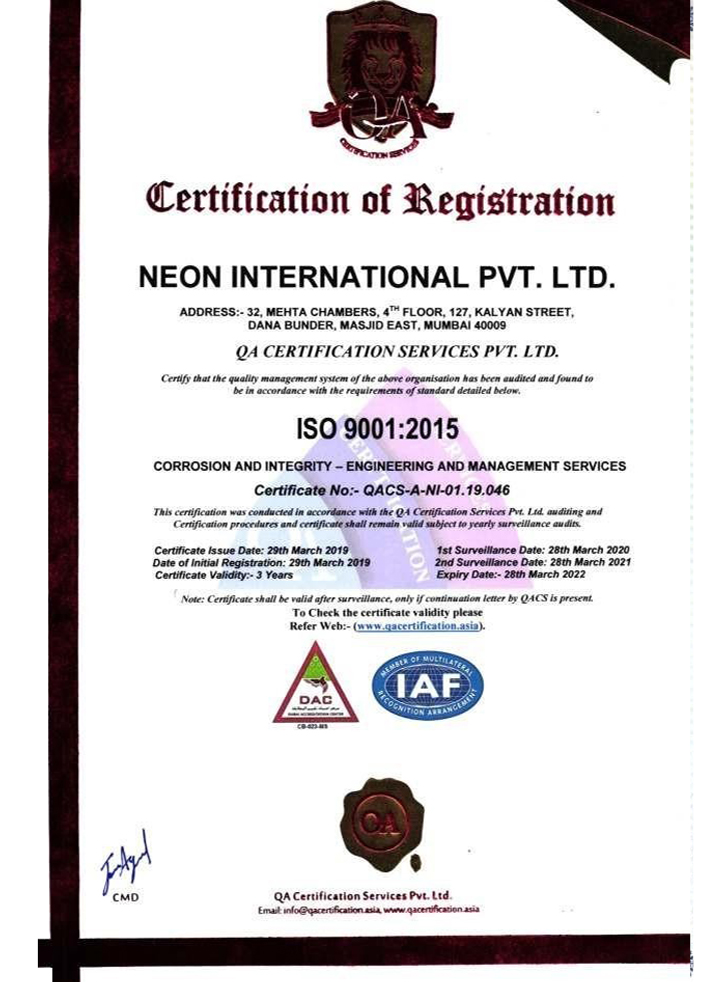 QA
CERTIFICATION SERVICES
Certification of Registration
NEON INTERNATIONAL PVT. LTD.
ADDRESS:- 32, MEHTA CHAMBERS, 4TH FLOOR, 127, KALYAN STREET,
DANA BUNDER, MASJID EAST, MUMBAI 40009
QA CERTIFICATION SERVICES PVT. LTD.
Certify that the quality management system of the above organisation has been audited and found to
be in accordance with the requirements of standard detailed below.
ISO 9001:2015
CORROSION AND INTEGRITY – ENGINEERING AND MANAGEMENT SERVICES
Certificate No:- QACS-A-NI-01.19.046
This certification was conducted in accordance with the QA Certification Services Pvt. Ltd. auditing and
Certification procedures and certificate shall remain valid subject to yearly surveillance audits.
Certificate Issue Date: 29th March 2019 1st Surveillance Date: 28th March 2020
Date of Initial Registration: 29th March 2019 2nd Surveillance Date: 28th March 2021
Certificate Validity:- 3 Years Expiry Date:- 28th March 2022
Note: Certificate shall be valid after surveillance, only if continuation letter by QACS is present.
To Check the certificate validity please
Refer Web:- (www.qacertification.asia).
DAC
DUBAI ACCREDITATION CENTER
CB-023-MS
MEMBER OF MULTILATERAL
IAF
RECOGNITION ARRANGEMENT
QA
CMD
QA Certification Services Pvt. Ltd.
Email: info@qacertification.asia, www.qacertification.asia